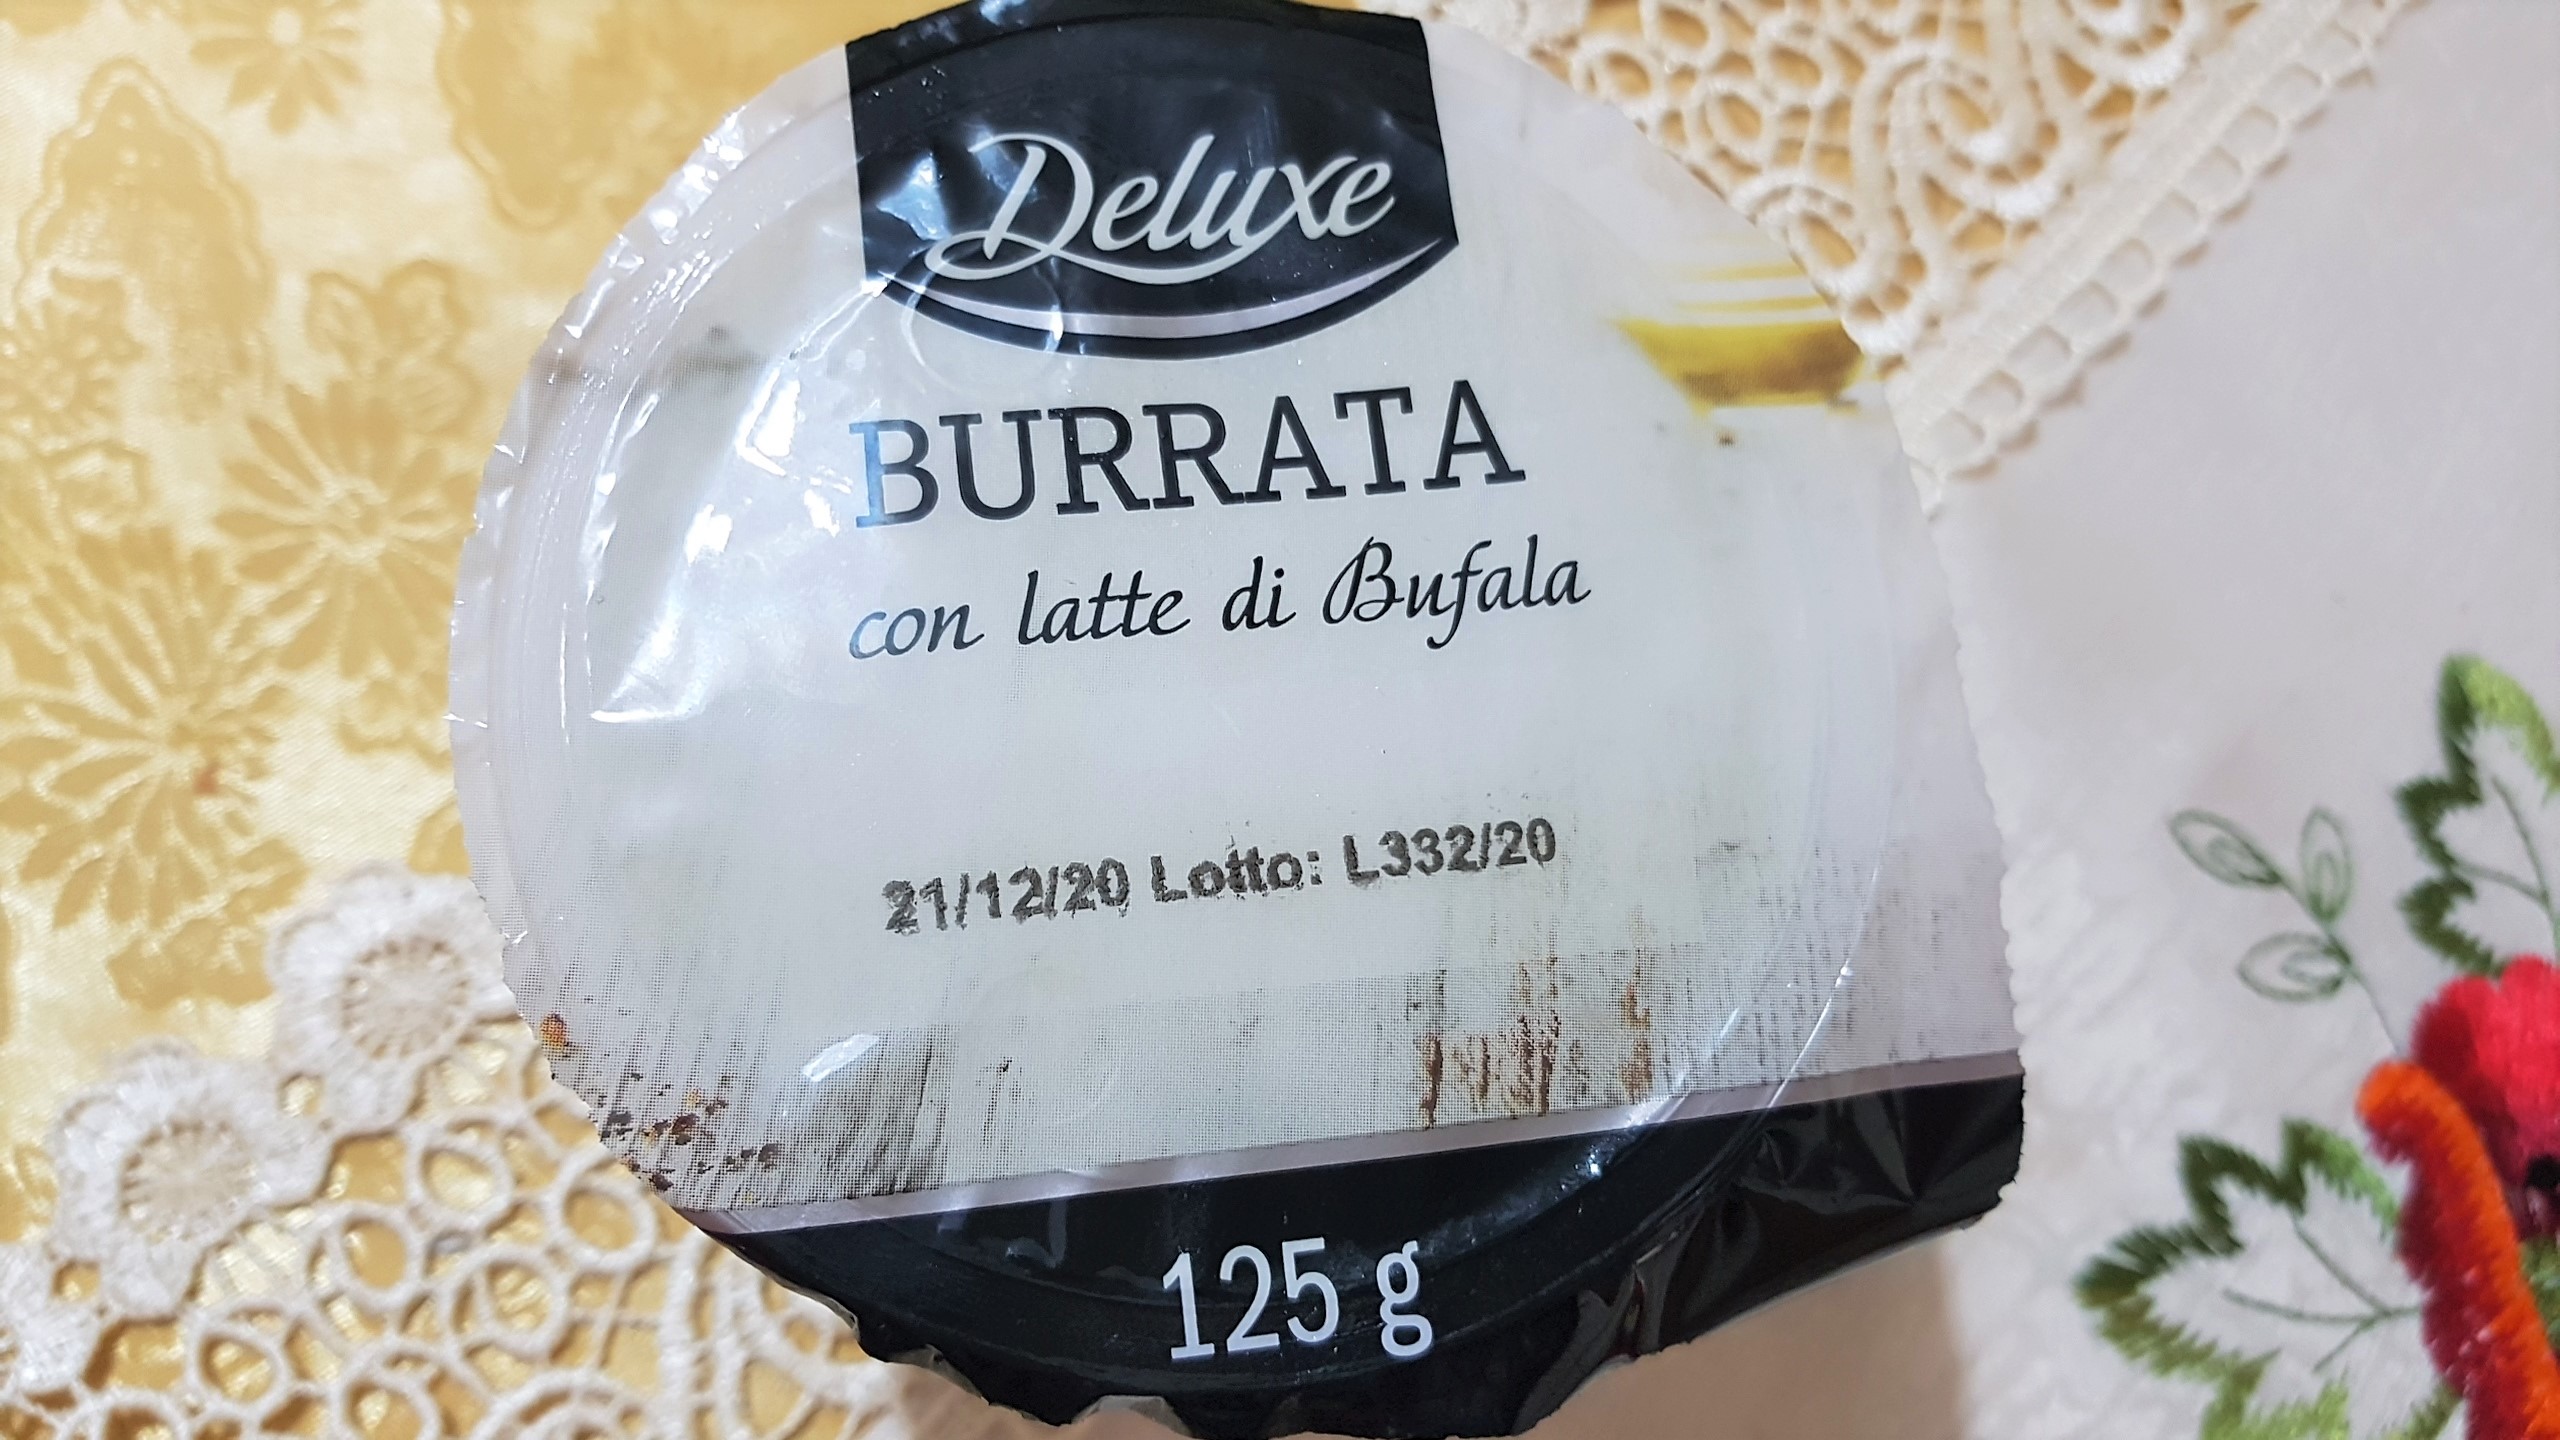 Deluxe
BURRATA
con latte di Bufala
21/12/20 Lotto: L332/20
125 g